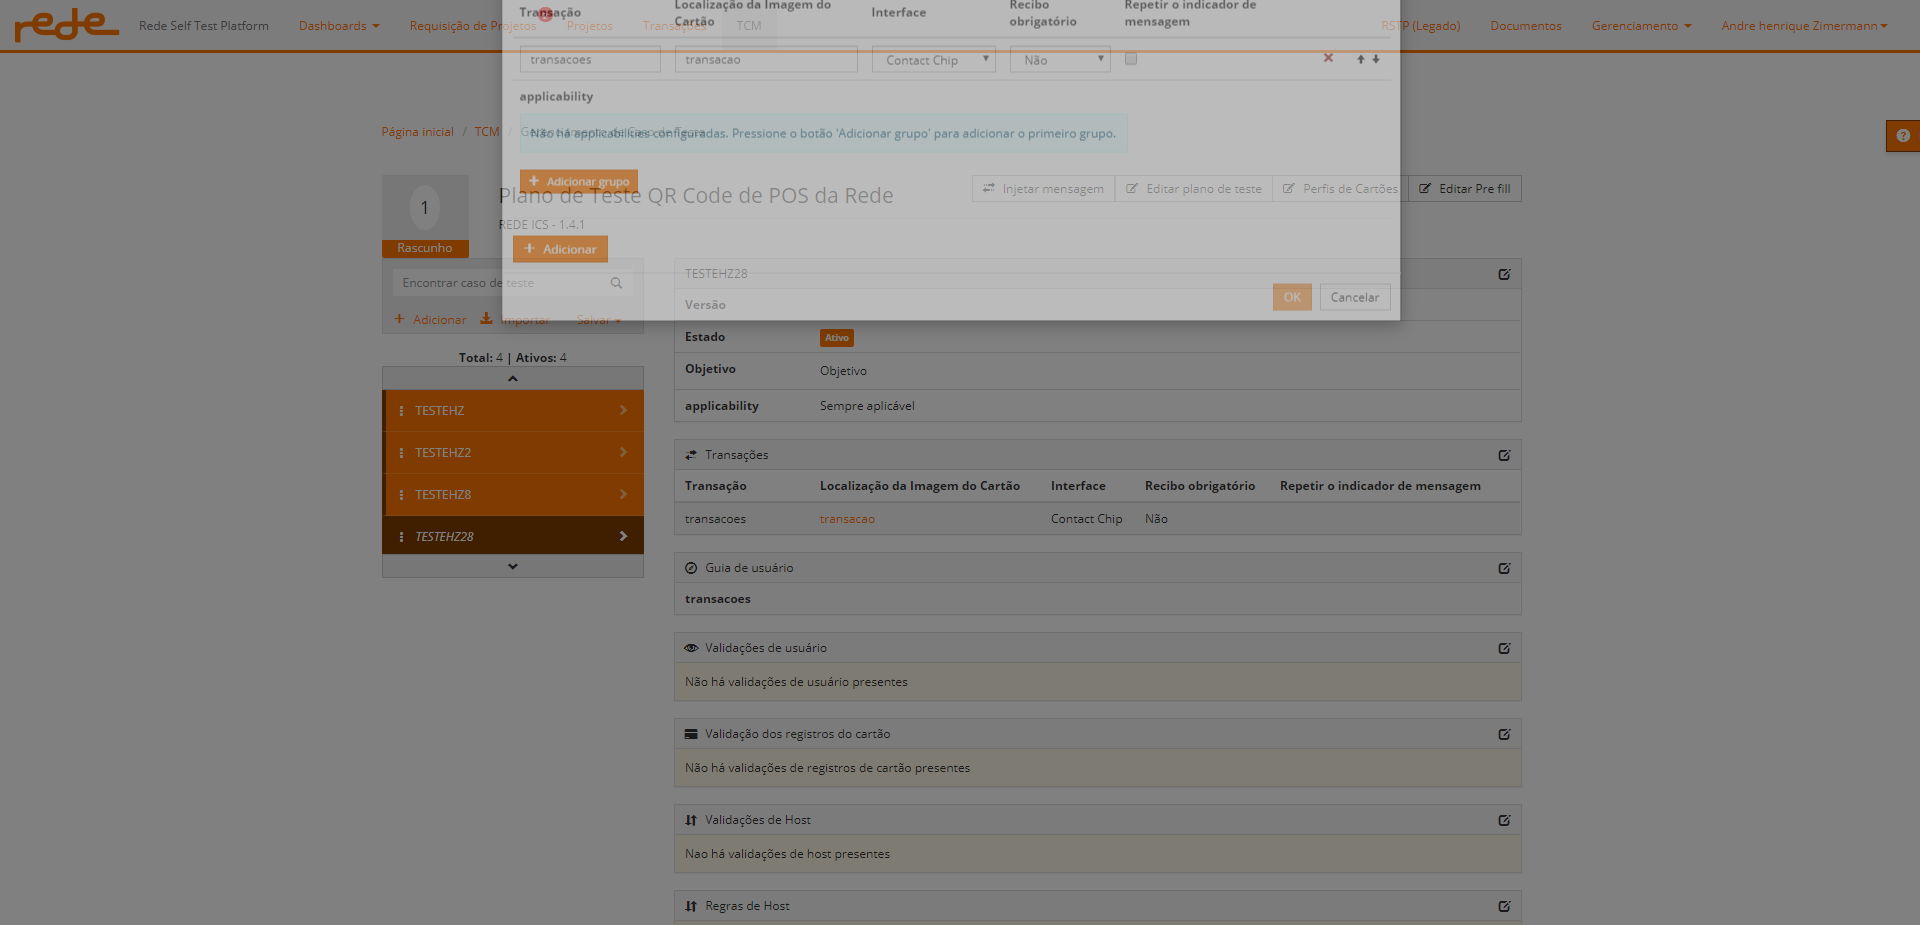 rede
Rede Self Test Platform
Dashboards
Requisição de Projetos
Projetos
Transações
TCM
RSTP (Legado)
Documentos
Gerenciamento
Andre henrique Zimermann
Transação
Localização da Imagem do Cartão
Interface
Recibo obrigatório
Repetir o indicador de mensagem
transacoes
transacao
Contact Chip
Não
applicability
Página inicial / TCM /
Não há applicabilities configuradas. Pressione o botão 'Adicionar grupo' para adicionar o primeiro grupo.
Adicionar grupo
1
Rascunho
Plano de Teste QR Code de POS da Rede
REDE ICS - 1.4.1
Injetar mensagem
Editar plano de teste
Perfis de Cartões
Editar Pre fill
Adicionar
OK
Cancelar
Encontrar caso de teste
Adicionar
Importar
Salvar
Total: 4 | Ativos: 4
TESTEHZ
TESTEHZ2
TESTEHZ8
TESTEHZ28
TESTEHZ28
Versão
Estado
Ativo
Objetivo
Objetivo
applicability
Sempre aplicável
Transações
Transação
Localização da Imagem do Cartão
Interface
Recibo obrigatório
Repetir o indicador de mensagem
transacoes
transacao
Contact Chip
Não
Guia de usuário
transacoes
Validações de usuário
Não há validações de usuário presentes
Validação dos registros do cartão
Não há validações de registros de cartão presentes
Validações de Host
Nao há validações de host presentes
Regras de Host